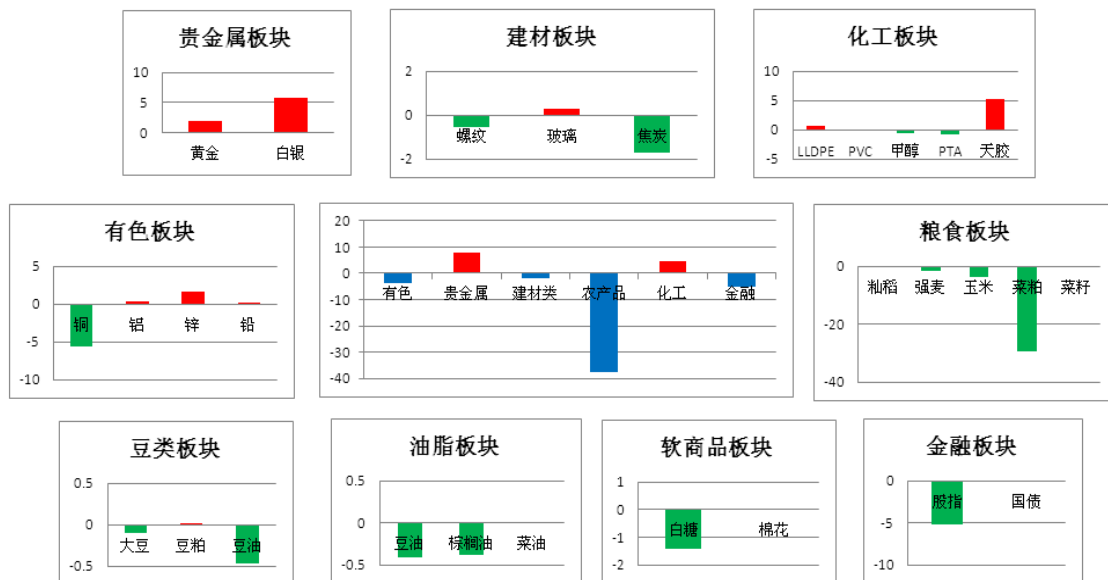 贵金属板块
10
5
0
黄金 白银
建材板块
2
0
-2
螺纹 玻璃 焦炭
化工板块
10
5
0
-5
LLDPE PVC 甲醇 PTA 天胶
有色板块
5
0
-5
-10
铜 铝 锌 铅
20
10
0
-10
-20
-30
-40
有色 贵金属 建材类 农产品 化工 金融
粮食板块
0
-20
-40
籼稻 强麦 玉米 菜粕 菜籽
豆类板块
0.5
0
-0.5
大豆 豆粕 豆油
油脂板块
0.5
0
-0.5
豆油 棕榈油 菜油
软商品板块
1
0
-1
-2
白糖 棉花
金融板块
0
-5
-10
股指 国债